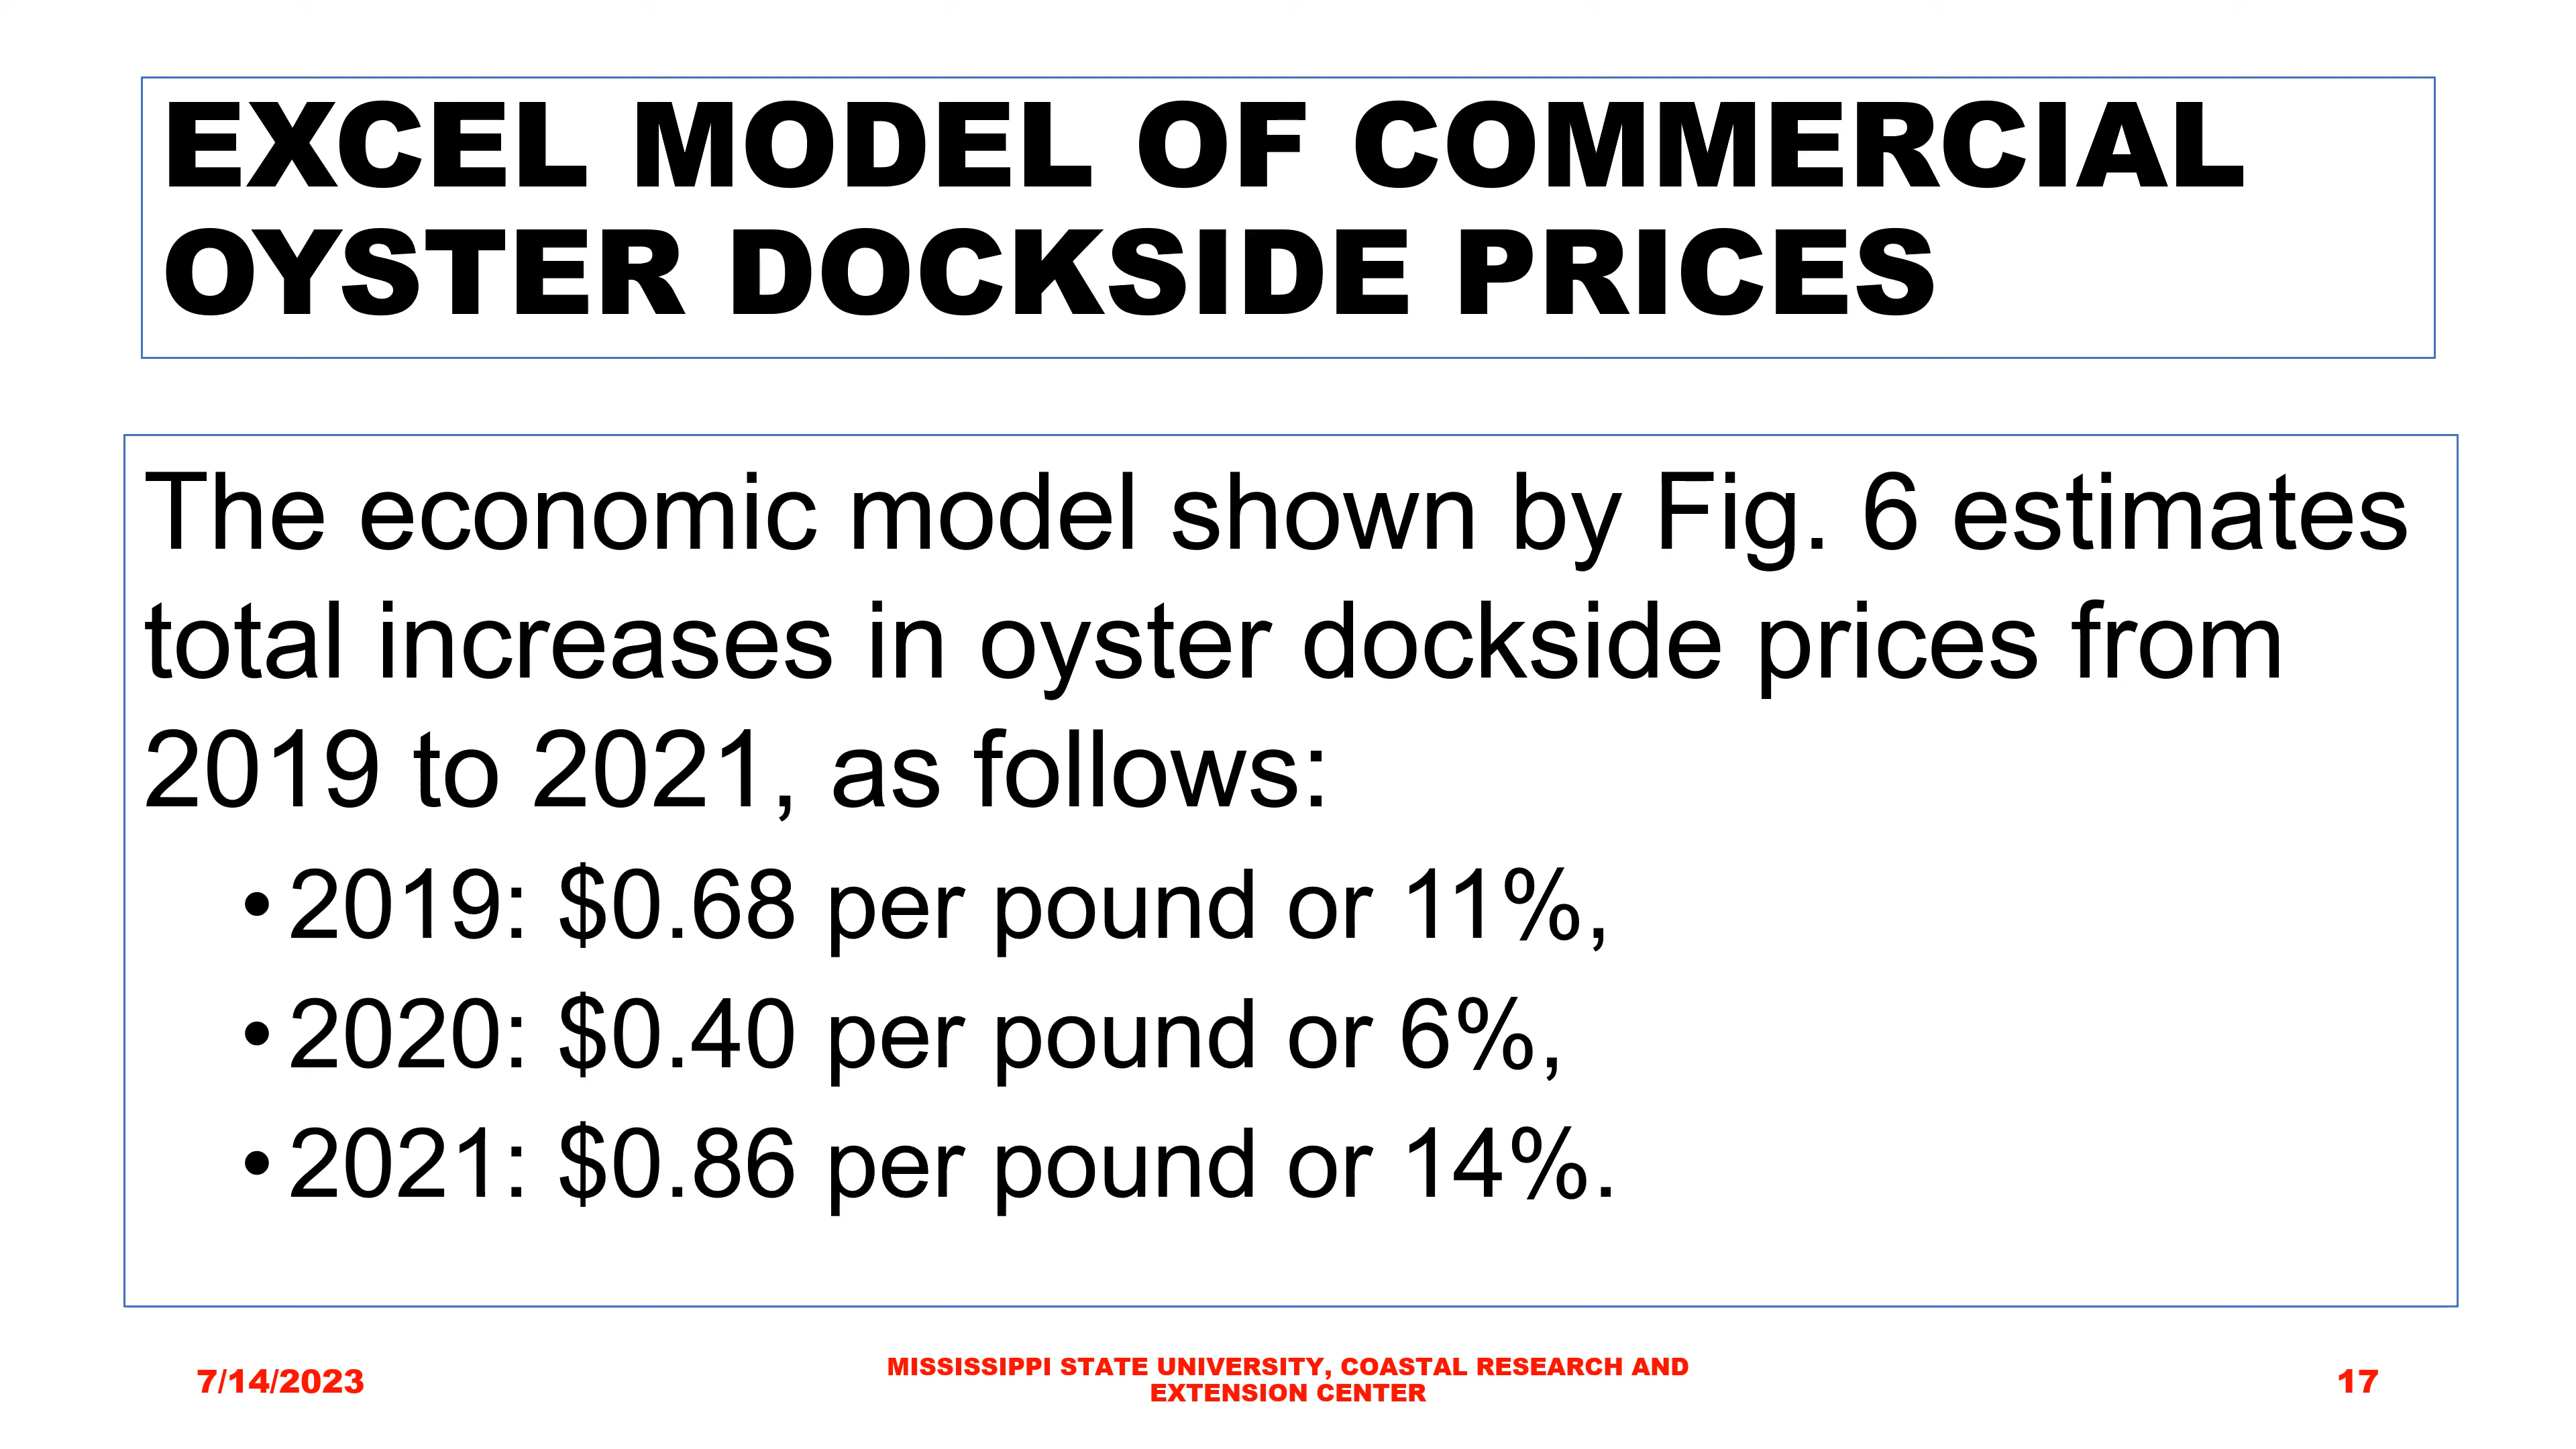 EXCEL MODEL OF COMMERCIAL
OYSTER DOCKSIDE PRICES
The economic model shown by Fig. 6 estimates
total increases in oyster dockside prices from
2019 to 2021, as follows:
• 2019: $0.68 per pound or 11%,
• 2020: $0.40 per pound or 6%,
• 2021: $0.86 per pound or 14%.
7/14/2023
MISSISSIPPI STATE UNIVERSITY, COASTAL RESEARCH AND
EXTENSION CENTER
17